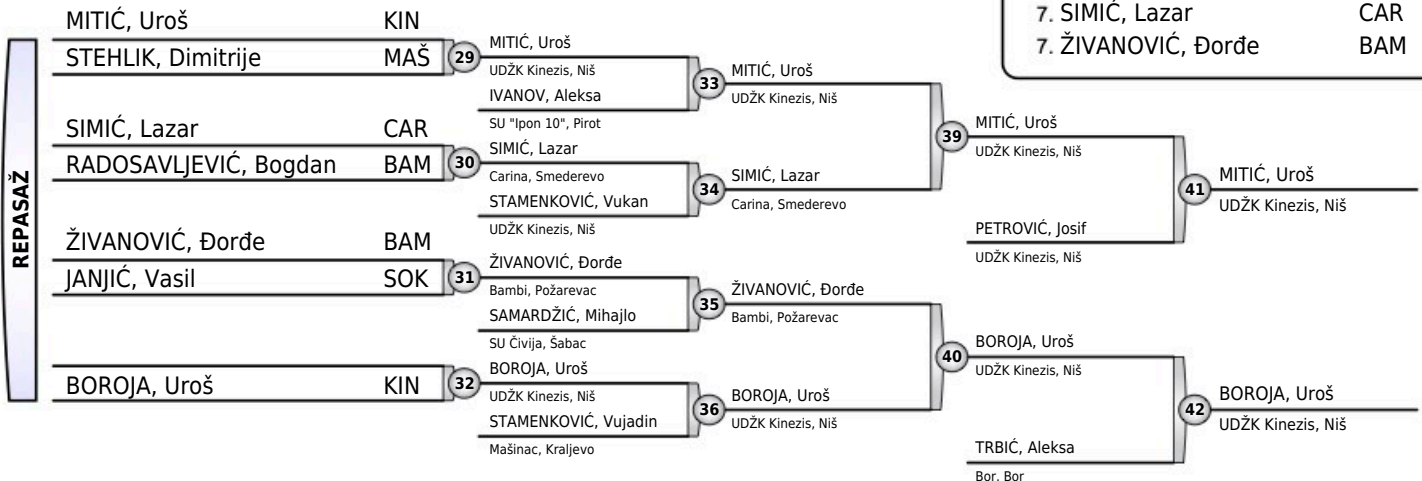 7. SIMIĆ, Lazar CAR
7. ŽIVANOVIĆ, Đorđe BAM
REPASAŽ
MITIĆ, Uroš KIN
STEHLIK, Dimitrije MAŠ
29
SIMIĆ, Lazar CAR
RADOSAVLJEVIĆ, Bogdan BAM
30
ŽIVANOVIĆ, Đorđe BAM
JANJIĆ, Vasil SOK
31
BOROJA, Uroš KIN
32
MITIĆ, Uroš
UDŽK Kinezis, Niš
IVANOV, Aleksa
SU "Ipon 10", Pirot
33
SIMIĆ, Lazar
Carina, Smederevo
STAMENKOVIĆ, Vukan
UDŽK Kinezis, Niš
34
ŽIVANOVIĆ, Đorđe
Bambi, Požarevac
SAMARDŽIĆ, Mihajlo
SU Čivija, Šabac
35
BOROJA, Uroš
UDŽK Kinezis, Niš
STAMENKOVIĆ, Vujadin
Mašinac, Kraljevo
36
MITIĆ, Uroš
UDŽK Kinezis, Niš
SIMIĆ, Lazar
Carina, Smederevo
39
ŽIVANOVIĆ, Đorđe
Bambi, Požarevac
BOROJA, Uroš
UDŽK Kinezis, Niš
40
MITIĆ, Uroš
UDŽK Kinezis, Niš
PETROVIĆ, Josif
UDŽK Kinezis, Niš
41
BOROJA, Uroš
UDŽK Kinezis, Niš
TRBIĆ, Aleksa
Bor, Bor
42
MITIĆ, Uroš
UDŽK Kinezis, Niš
BOROJA, Uroš
UDŽK Kinezis, Niš